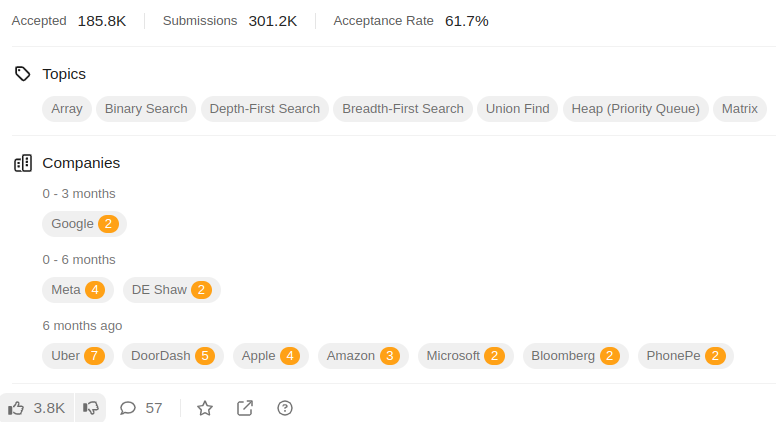 Accepted 185.8K Submissions 301.2K Acceptance Rate 61.7%
Topics
Array Binary Search Depth-First Search Breadth-First Search Union Find Heap (Priority Queue) Matrix
Companies
0 - 3 months
Google 2
0 - 6 months
Meta 4 DE Shaw 2
6 months ago
Uber 7 DoorDash 5 Apple 4 Amazon 3 Microsoft 2 Bloomberg 2 PhonePe 2
3.8K 57